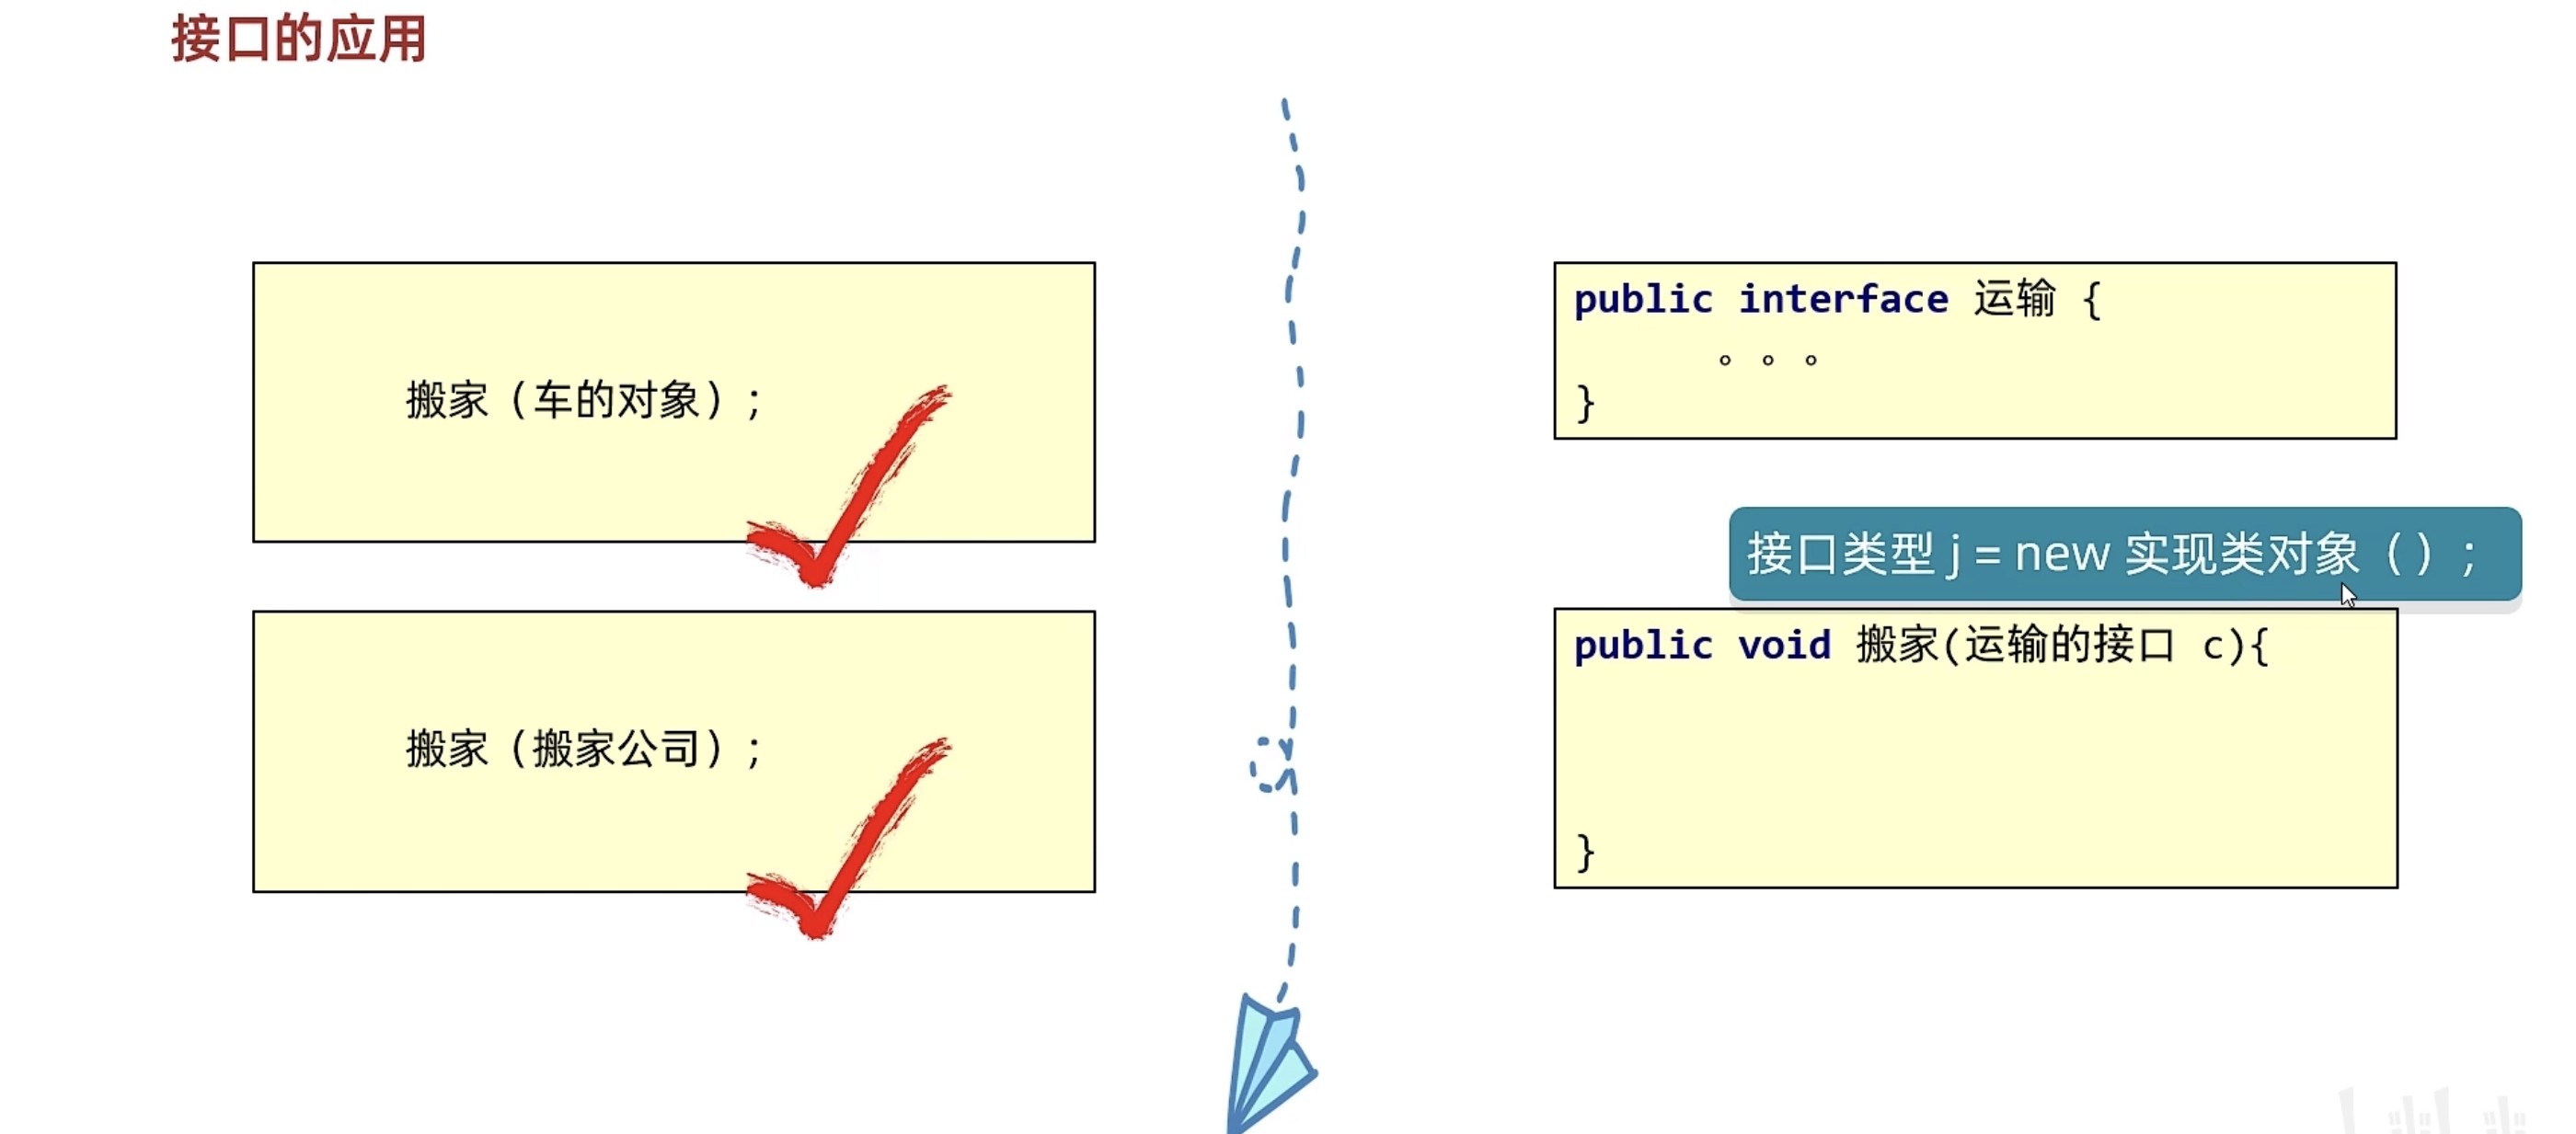 接口的应用
搬家（车的对象）;
搬家（搬家公司）;
public interface 运输 {
。。。
}
接口类型 j = new 实现类对象（）;
public void 搬家(运输的接口 c){
}